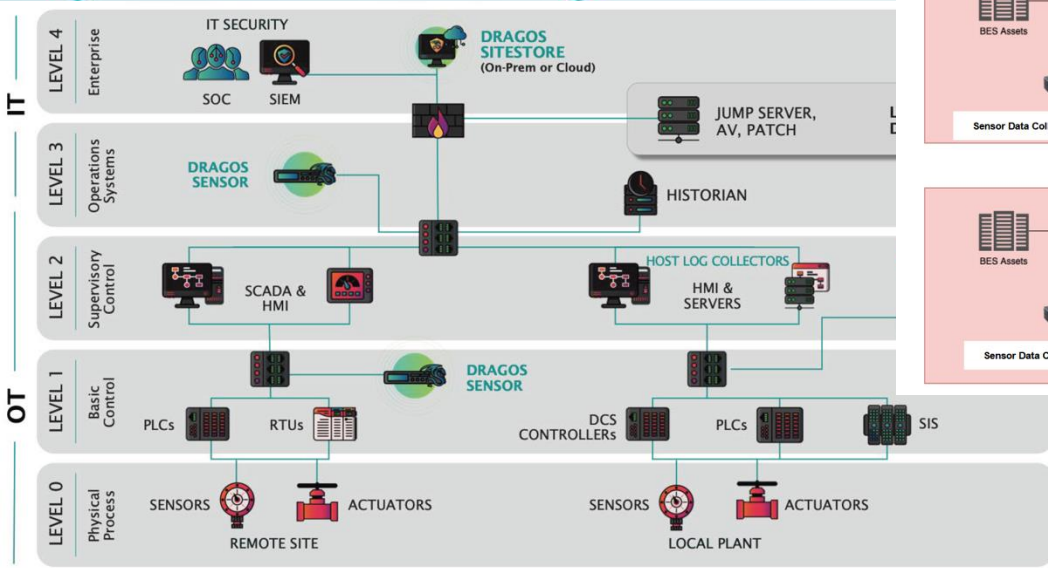 IT
OT
LEVEL 4
Enterprise
IT SECURITY
SOC
SIEM
DRAGOS
SITESTORE
(On-Prem or Cloud)
JUMP SERVER,
AV, PATCH
LEVEL 3
Operations
Systems
DRAGOS
SENSOR
HISTORIAN
LEVEL 2
Supervisory
Control
SCADA &
HMI
HOST LOG COLLECTORS
HMI &
SERVERS
LEVEL 1
Basic
Control
PLCs
RTUs
DRAGOS
SENSOR
DCS
CONTROLLERs
PLCs
SIS
LEVEL 0
Physical
Process
SENSORS
ACTUATORS
REMOTE SITE
SENSORS
ACTUATORS
LOCAL PLANT
BES Assets
Sensor Data
BES Assets
Sensor Data